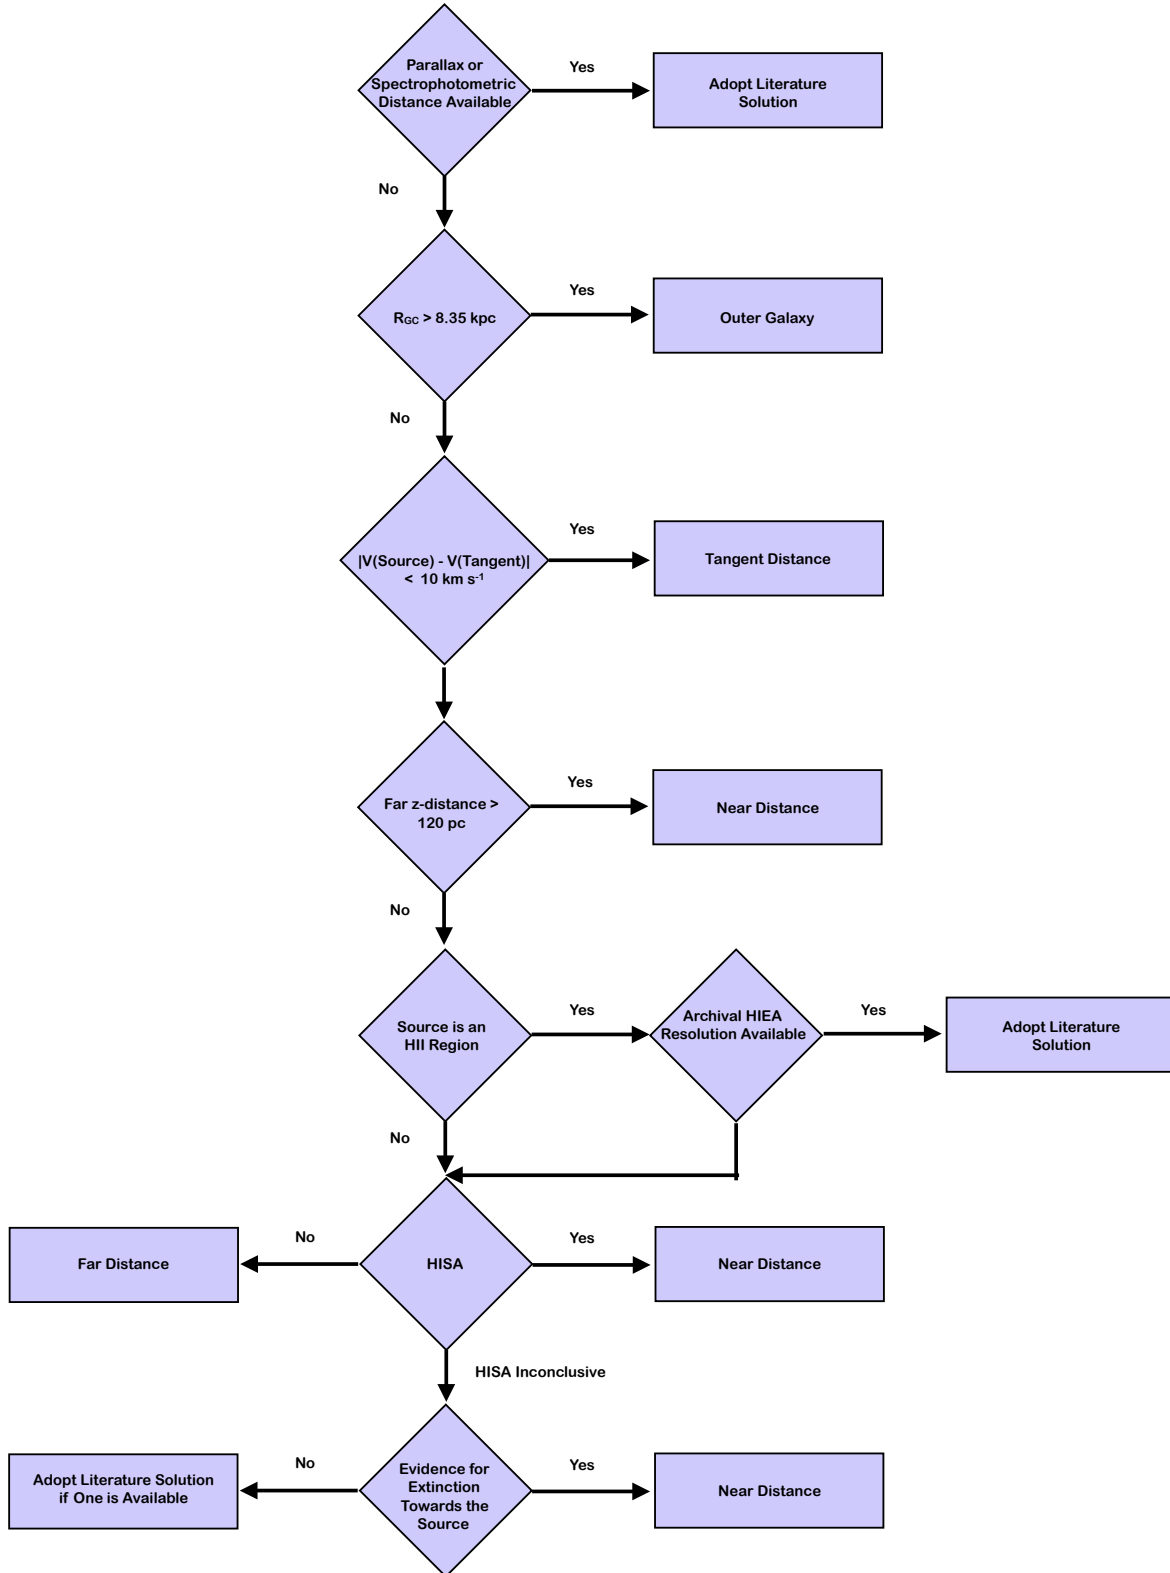 Parallax or
Spectrophotometric
Distance Available
Yes
Adopt Literature
Solution
No
RGC > 8.35 kpc
Yes
Outer Galaxy
No
|V(Source) - V(Tangent)|
< 10 km s-1
Yes
Tangent Distance
Far z-distance >
120 pc
Yes
Near Distance
No
Source is an
HII Region
Yes
Archival HIEA
Resolution Available
Yes
Adopt Literature
Solution
No
Far Distance
No
HISA
Yes
Near Distance
HISA Inconclusive
Adopt Literature Solution
if One is Available
No
Evidence for
Extinction
Towards the
Source
Yes
Near Distance